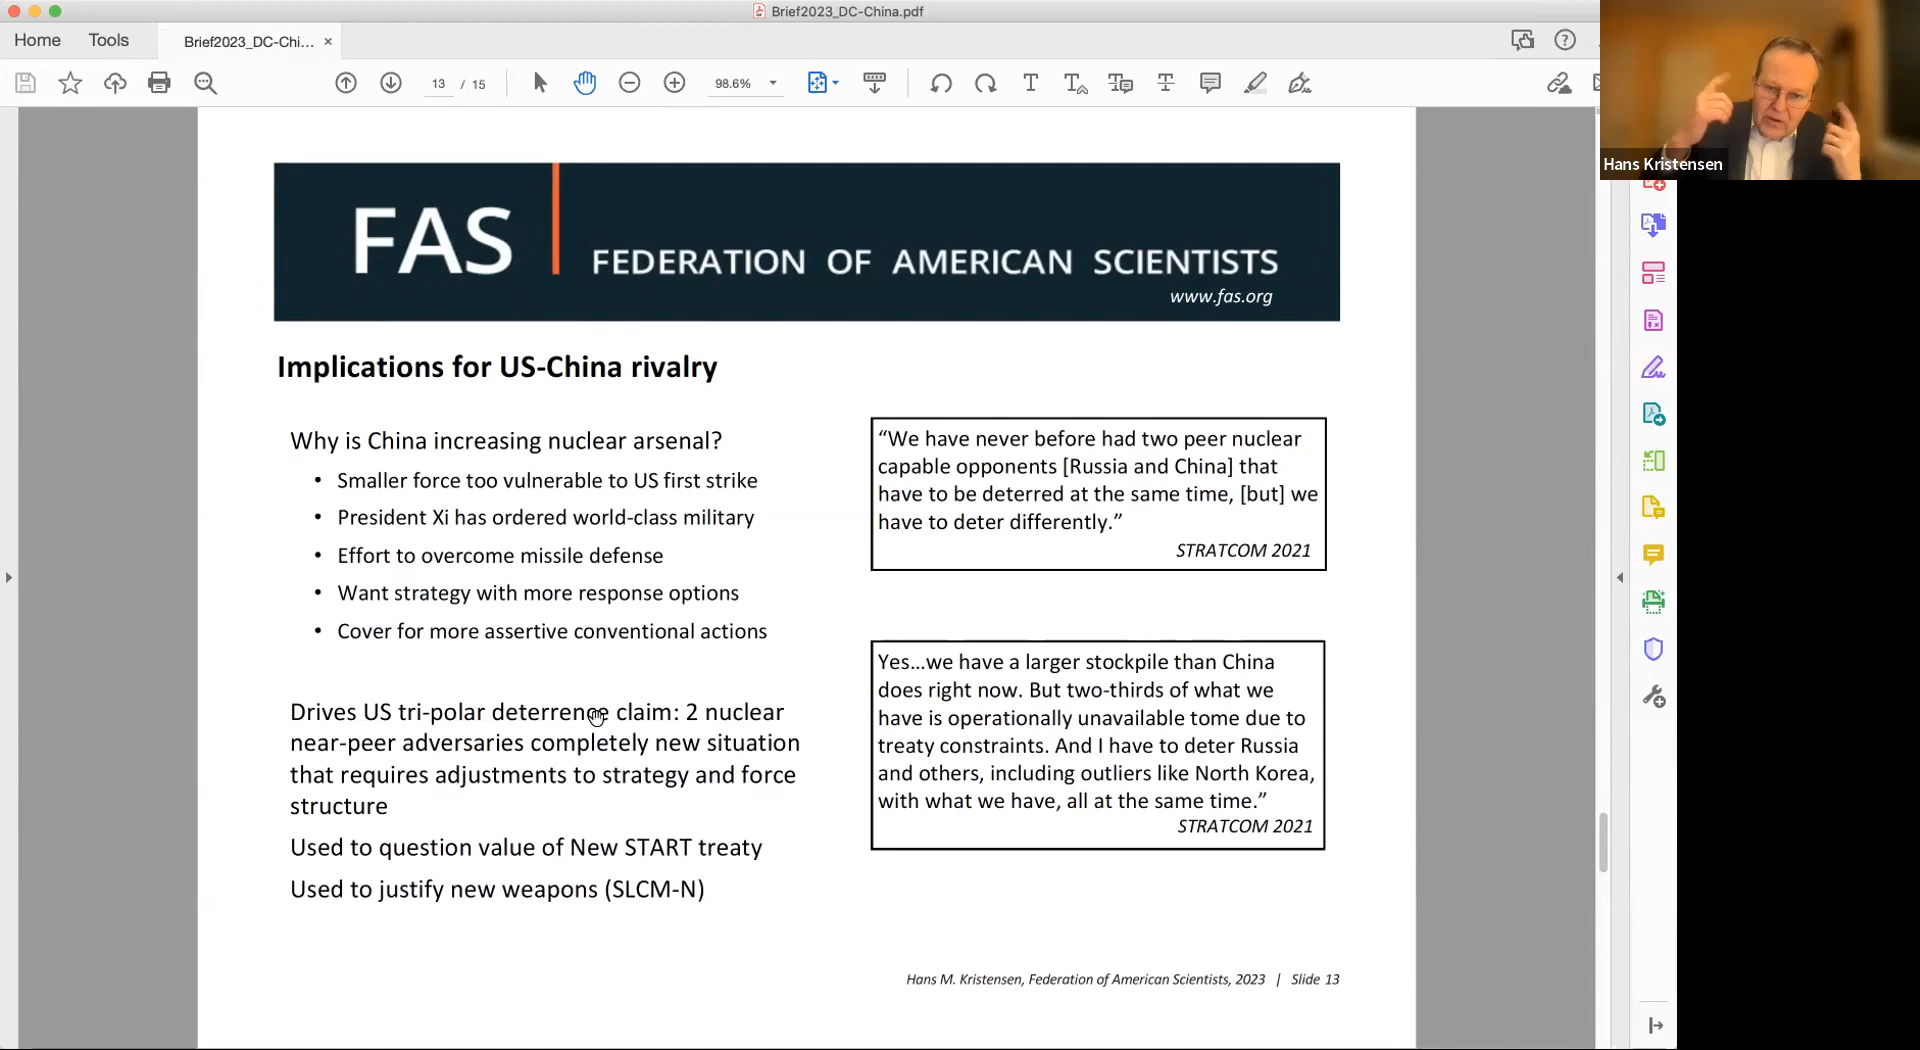 Brief2023_DC-China.pdf
Home
Tools
Brief2023_DC-Chi...
×
13 / 15
98.6%
Hans Kristensen
FAS
FEDERATION OF AMERICAN SCIENTISTS
www.fas.org
Implications for US-China rivalry
Why is China increasing nuclear arsenal?
• Smaller force too vulnerable to US first strike
• President Xi has ordered world-class military
• Effort to overcome missile defense
• Want strategy with more response options
• Cover for more assertive conventional actions
Drives US tri-polar deterrence claim: 2 nuclear
near-peer adversaries completely new situation
that requires adjustments to strategy and force
structure
Used to question value of New START treaty
Used to justify new weapons (SLCM-N)
“We have never before had two peer nuclear
capable opponents [Russia and China] that
have to be deterred at the same time, [but] we
have to deter differently.”
STRATCOM 2021
Yes…we have a larger stockpile than China
does right now. But two-thirds of what we
have is operationally unavailable tome due to
treaty constraints. And I have to deter Russia
and others, including outliers like North Korea,
with what we have, all at the same time.”
STRATCOM 2021
Hans M. Kristensen, Federation of American Scientists, 2023 | Slide 13